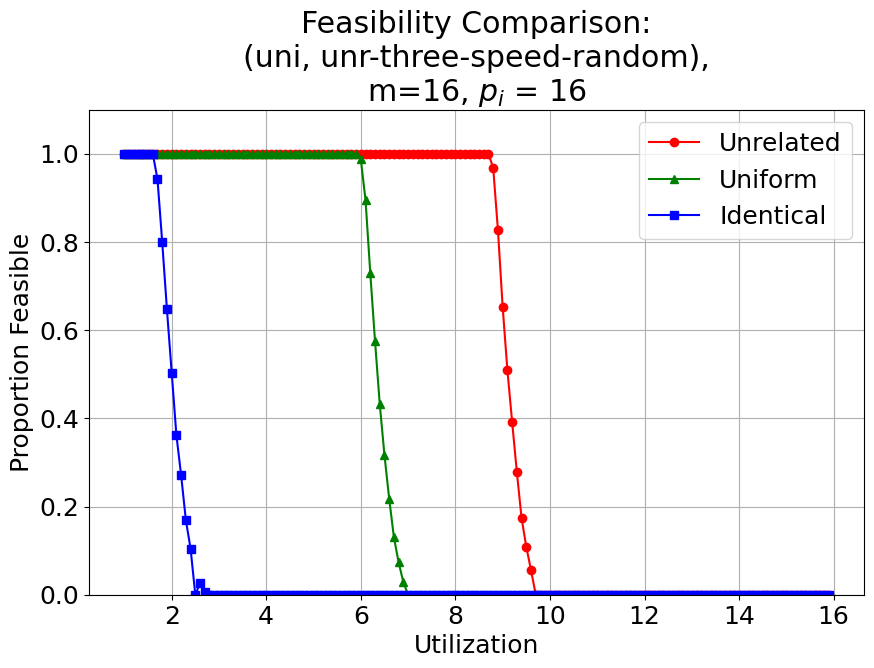 Feasibility Comparison:
(uni, unr-three-speed-random),
m=16, p_i = 16
Proportion Feasible
1.0
0.8
0.6
0.4
0.2
0.0
Unrelated
Uniform
Identical
2 4 6 8 10 12 14 16
Utilization